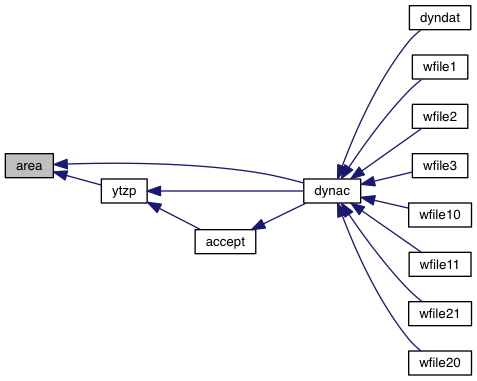 area
ytzp
accept
dynac
dyndat
wfile1
wfile2
wfile3
wfile10
wfile11
wfile21
wfile20